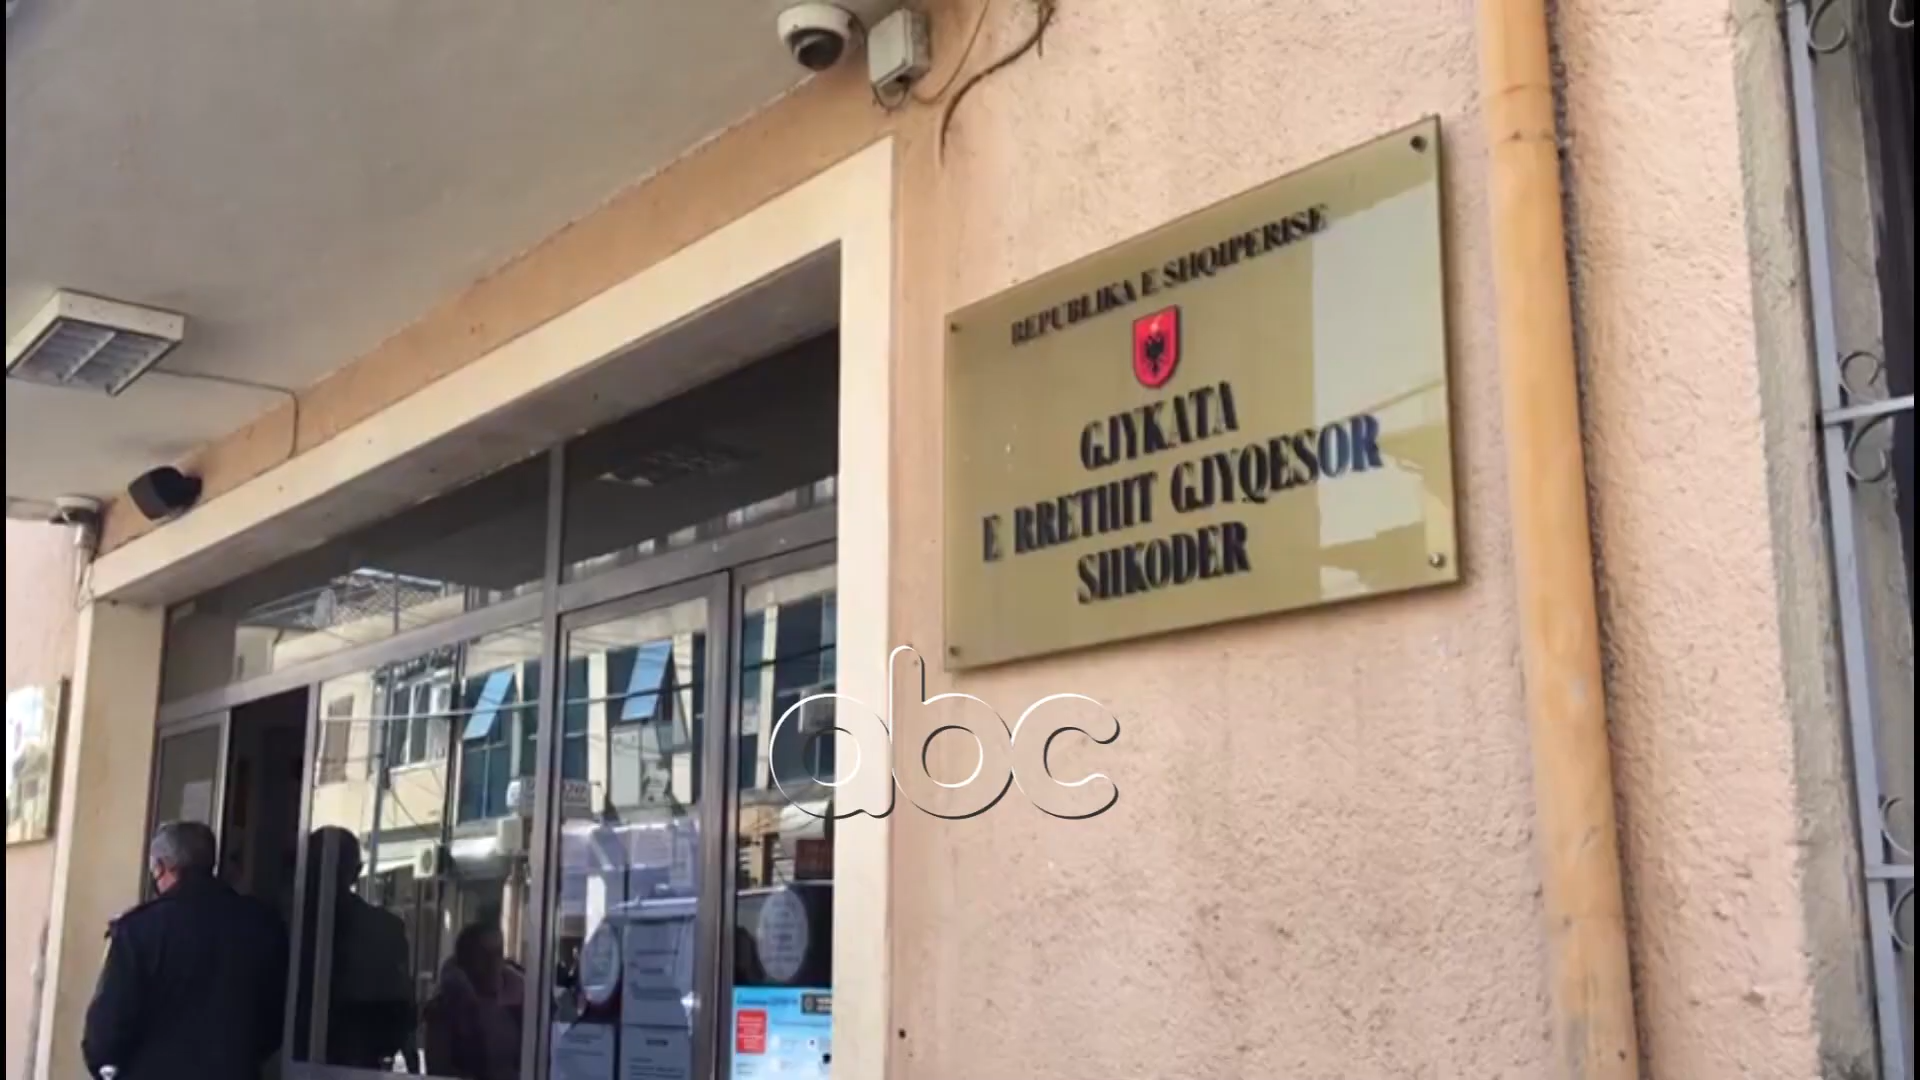 REPUBLIKA E SHQIPERISE
GJYKATA
E RRETHIT GJYQESOR
SHKODER
abc